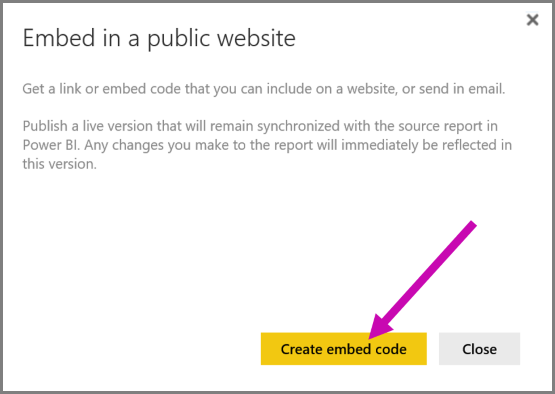 Embed in a public website
Get a link or embed code that you can include on a website, or send in email.
Publish a live version that will remain synchronized with the source report in
Power BI. Any changes you make to the report will immediately be reflected in
this version.
Create embed code
Close